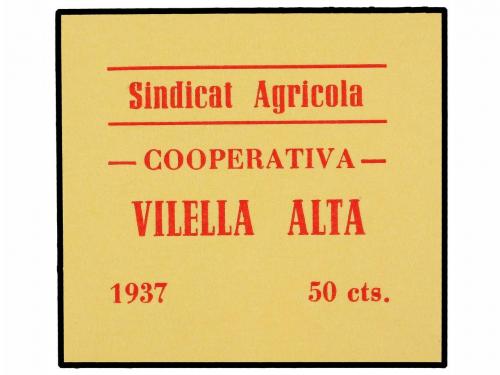 Sindicat Agricola
— COOPERATIVA —
VILELLA ALTA
1937 50 cts.